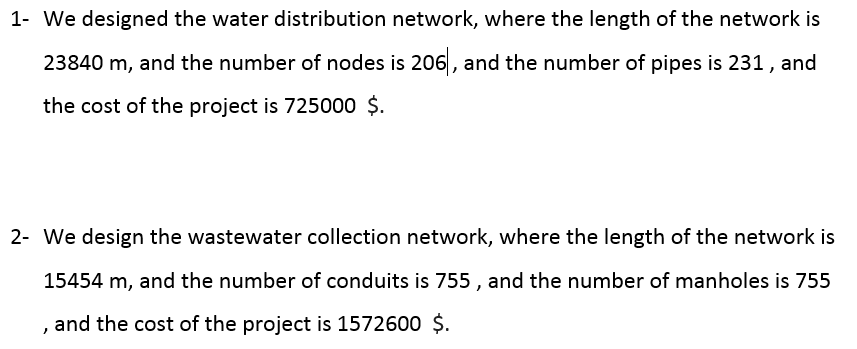 1- We designed the water distribution network, where the length of the network is
23840 m, and the number of nodes is 206 , and the number of pipes is 231 , and
the cost of the project is 725000 $.
2- We design the wastewater collection network, where the length of the network is
15454 m, and the number of conduits is 755 , and the number of manholes is 755
, and the cost of the project is 1572600 $.